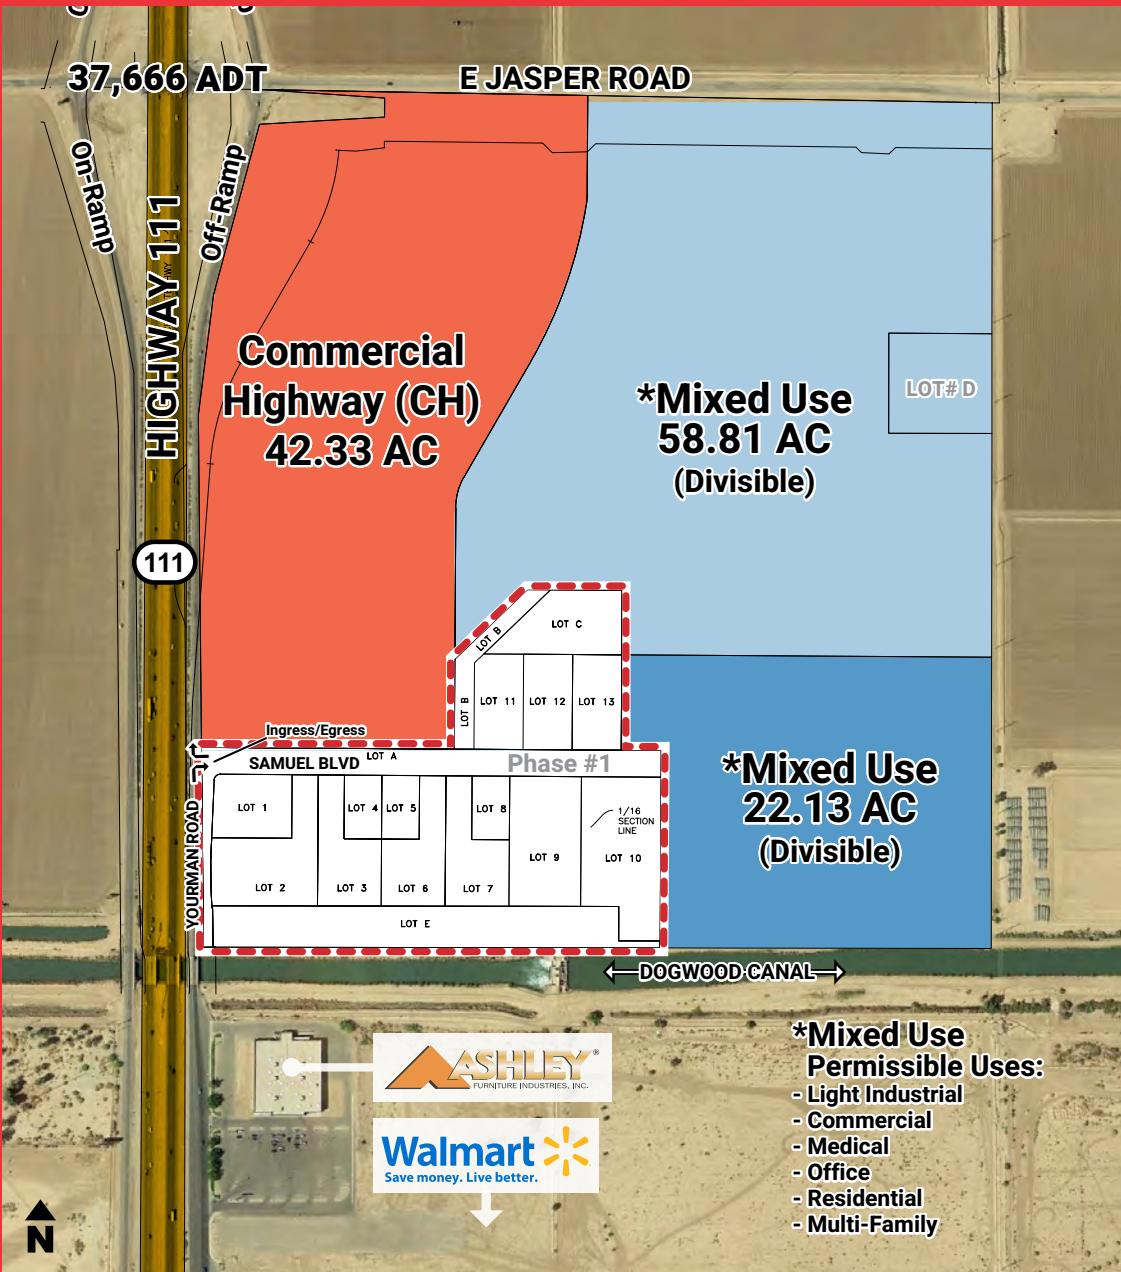 37,666 ADT
E JASPER ROAD
On-Ramp
Off-Ramp
HIGHWAY 111
HWY
Commercial
Highway (CH)
42.33 AC
*Mixed Use
58.81 AC
(Divisible)
LOT# D
111
LOT C
LOT B
LOT B
LOT 11
LOT 12
LOT 13
Ingress/Egress
LOT A
SAMUEL BLVD
Phase #1
YOURMAN ROAD
LOT 1
LOT 4
LOT 5
LOT 8
1/16
SECTION
LINE
LOT 9
LOT 10
LOT 2
LOT 3
LOT 6
LOT 7
LOT E
*Mixed Use
22.13 AC
(Divisible)
DOGWOOD CANAL
ASHLEY®
FURNITURE INDUSTRIES, INC.
Walmart
Save money. Live better.
*Mixed Use
Permissible Uses:
- Light Industrial
- Commercial
- Medical
- Office
- Residential
- Multi-Family
N